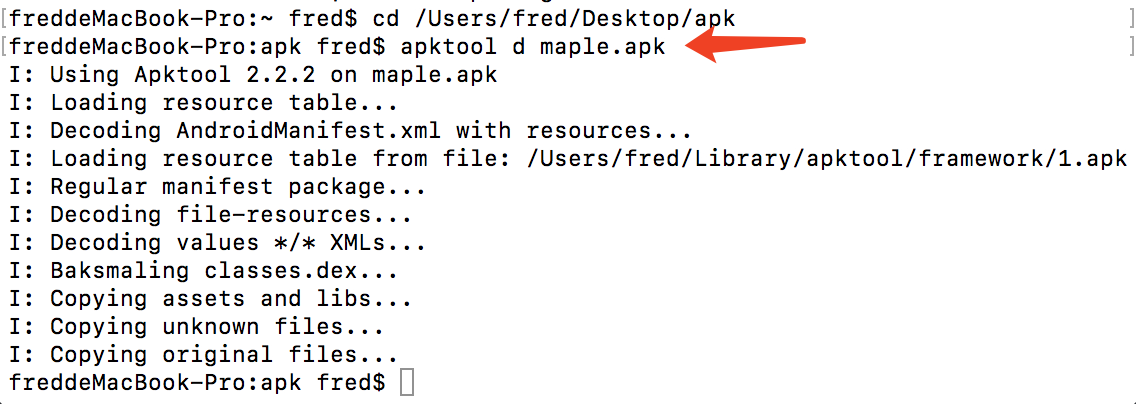 [freddeMacBook-Pro:~ fred$ cd /Users/fred/Desktop/apk ]
[freddeMacBook-Pro:apk fred$ apktool d maple.apk ]
I: Using Apktool 2.2.2 on maple.apk
I: Loading resource table...
I: Decoding AndroidManifest.xml with resources...
I: Loading resource table from file: /Users/fred/Library/apktool/framework/1.apk
I: Regular manifest package...
I: Decoding file-resources...
I: Decoding values */* XMLs...
I: Baksmaling classes.dex...
I: Copying assets and libs...
I: Copying unknown files...
I: Copying original files...
freddeMacBook-Pro:apk fred$